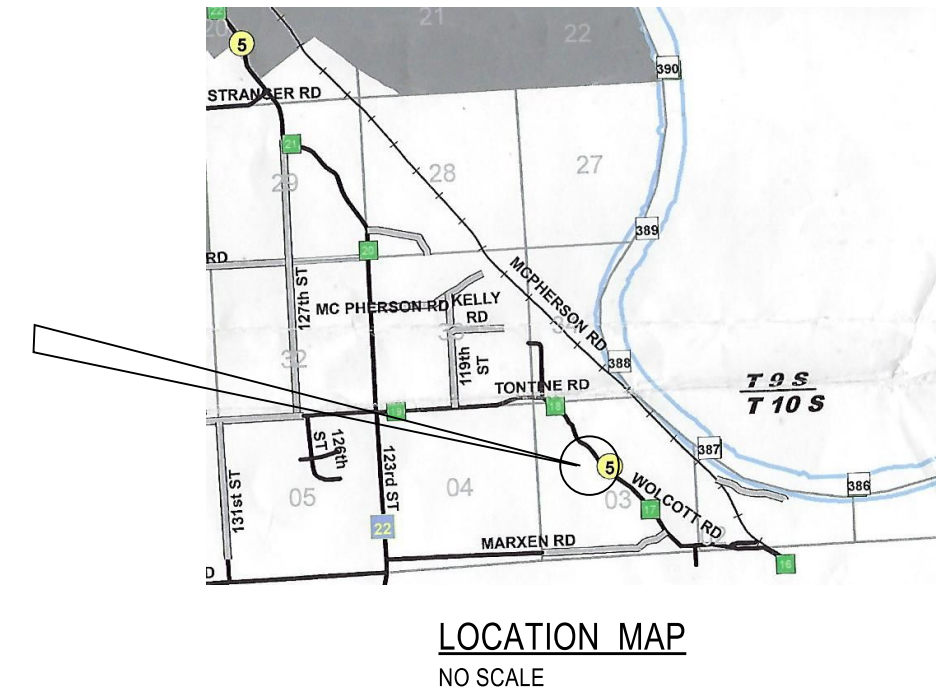 22
20
21
22
5
390
STRANGER RD
21
29
28
27
389
20
RD
127th ST
MCPHERSON RD
MC PHERSON RD
KELLY
RD
388
32
119th
ST
T 9 S
T 10 S
TONTINE RD
19
18
387
126th
ST
5
386
131st ST
123rd ST
05
04
03
WOLCOTT RD
17
22
MARXEN RD
16
D
LOCATION MAP
NO SCALE